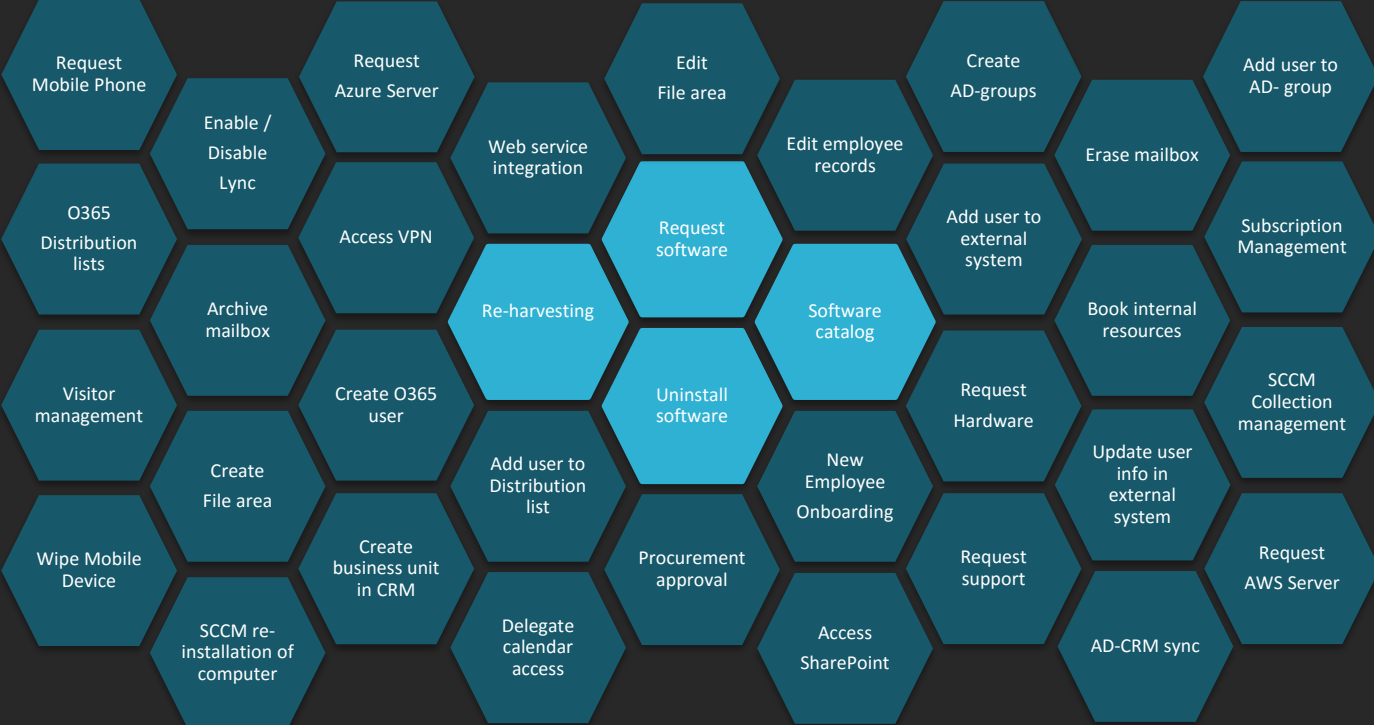 Request
Mobile Phone
O365
Distribution
lists
Visitor
management
Wipe Mobile
Device
Enable /
Disable
Lync
Archive
mailbox
Create
File area
SCCM re-
installation of
computer
Request
Azure Server
Access VPN
Create O365
user
Create
business unit
in CRM
Web service
integration
Re-harvesting
Add user to
Distribution
list
Delegate
calendar
access
Edit
File area
Request
software
Uninstall
software
Procurement
approval
Edit employee
records
Software
catalog
New
Employee
Onboarding
Access
SharePoint
Create
AD-groups
Add user to
external
system
Request
Hardware
Request
support
Erase mailbox
Book internal
resources
Update user
info in
external
system
AD-CRM sync
Add user to
AD- group
Subscription
Management
SCCM
Collection
management
Request
AWS Server